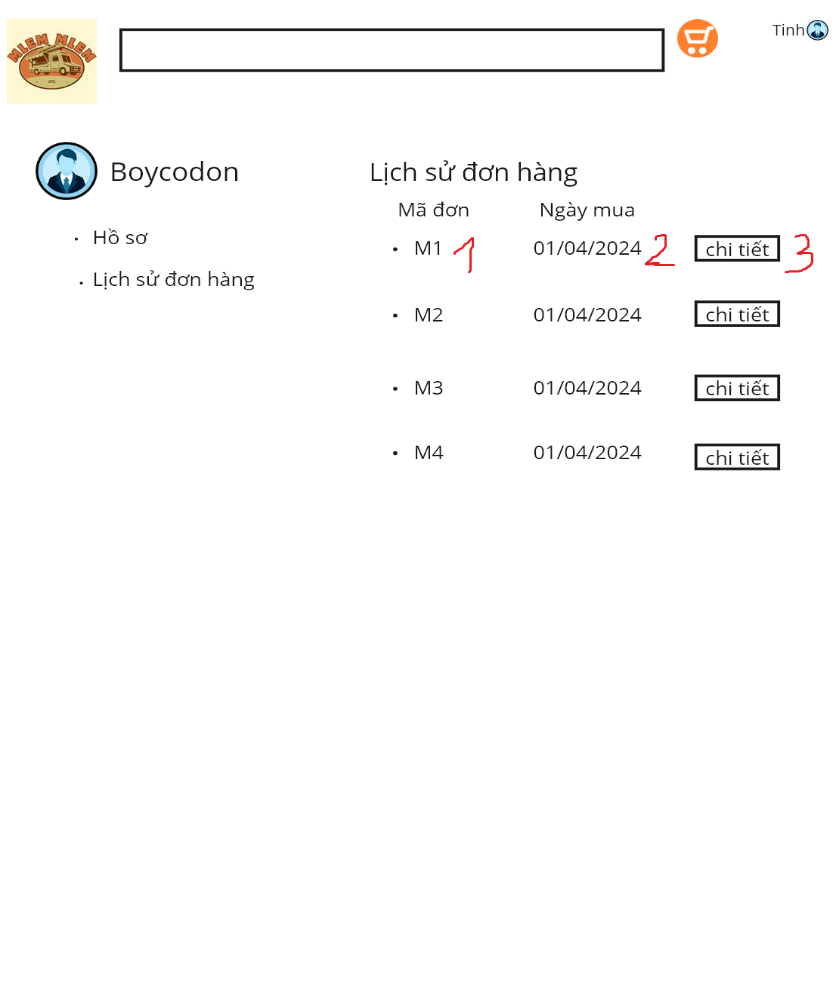 MLEM MLEM
Tinh
Boycodon
Hồ sơ
Lịch sử đơn hàng
Lịch sử đơn hàng
Mã đơn Ngày mua
M1 1 01/04/2024 2 chi tiết 3
M2 01/04/2024 chi tiết
M3 01/04/2024 chi tiết
M4 01/04/2024 chi tiết